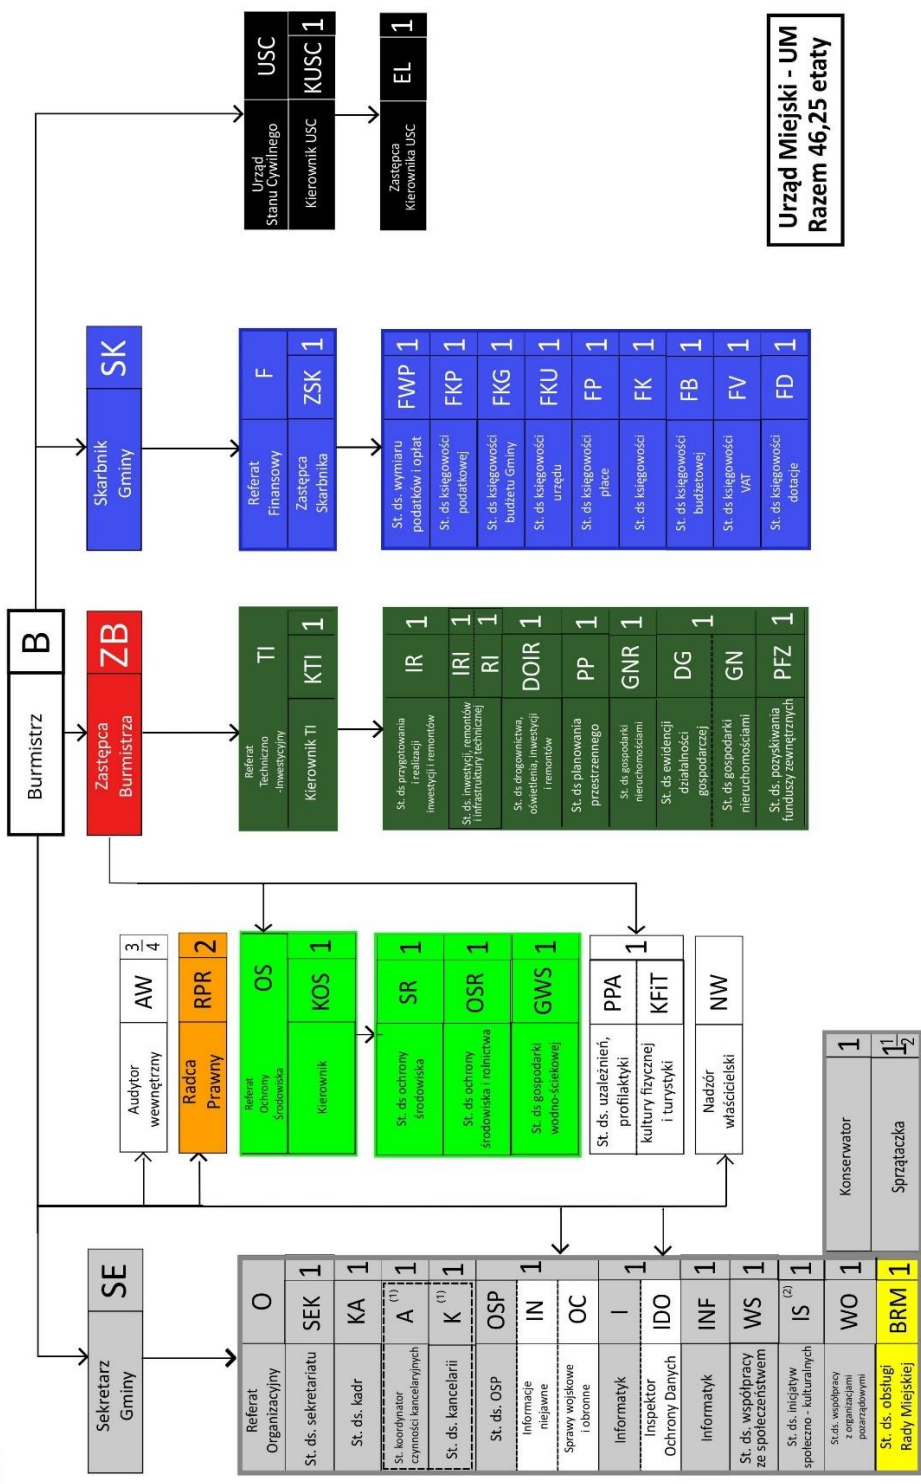 Burmistrz
B
Sekretarz
Gminy
SE
Zastępca
Burmistrza
ZB
Skarbnik
Gminy
SK
Audytor
wewnętrzny
AW
3/4
Radca
Prawny
RPR
2
Referat
Organizacyjny
O
St. ds. sekretariatu
SEK
1
St. ds. kadr
KA
1
St. koordynator
czynności kancelaryjnych
A (1)
1
St. ds. kancelarii
K (1)
1
St. ds. OSP
OSP
Informacje
niejawne
IN
1
Sprawy wojskowe
i obronne
OC
Informatyk
I
1
Inspektor
Ochrony Danych
IDO
Informatyk
INF
1
St. ds. współpracy
ze społeczeństwem
WS
1
St. ds. inicjatyw
społeczno - kulturalnych
IS (2)
1
St.ds. współpracy
z organizacjami
pozarządowymi
WO
1
St. ds. obsługi
Rady Miejskiej
BRM
1
Konserwator
1
Sprzątaczka
1 1/2
Referat
Ochrony
Środowiska
OS
Kierownik
KOS
1
St. ds ochrony
środowiska
SR
1
St. ds ochrony
środowiska i rolnictwa
OSR
1
St. ds gospodarki
wodno-ściekowej
GWS
1
St. ds. uzależnień,
profilaktyki
PPA
1
kultury fizycznej
i turystyki
KFiT
Nadzór
właścicielski
NW
Referat
Techniczno
-Inwestycyjny
TI
Kierownik TI
KTI
1
St. ds przygotowania
i realizacji
inwestycji i remontów
IR
1
St. ds. inwestycji, remontów
i infrastruktury technicznej
IRI
1
RI
1
St. ds drogownictwa,
oświetlenia, inwestycji
i remontów
DOIR
1
St. ds planowania
przestrzennego
PP
1
St. ds gospodarki
nieruchomościami
GNR
1
St. ds ewidencji
działalności
gospodarczej
DG
1
St. ds gospodarki
nieruchomościami
GN
St. ds. pozyskiwania
funduszy zewnętrznych
PFZ
1
Referat
Finansowy
F
Zastępca
Skarbnika
ZSK
1
St. ds. wymiaru
podatków i opłat
FWP
1
St. ds księgowości
podatkowej
FKP
1
St. ds księgowości
budżetu Gminy
FKG
1
St. ds księgowości
urzędu
FKU
1
St. ds księgowości
płace
FP
1
St. ds księgowości
FK
1
St. ds księgowości
budżetowej
FB
1
St. ds księgowości
VAT
FV
1
St. ds księgowości
dotacje
FD
1
Urząd
Stanu Cywilnego
USC
Kierownik USC
KUSC
1
Zastępca
Kierownika USC
EL
1
Urząd Miejski - UM
Razem 46,25 etaty